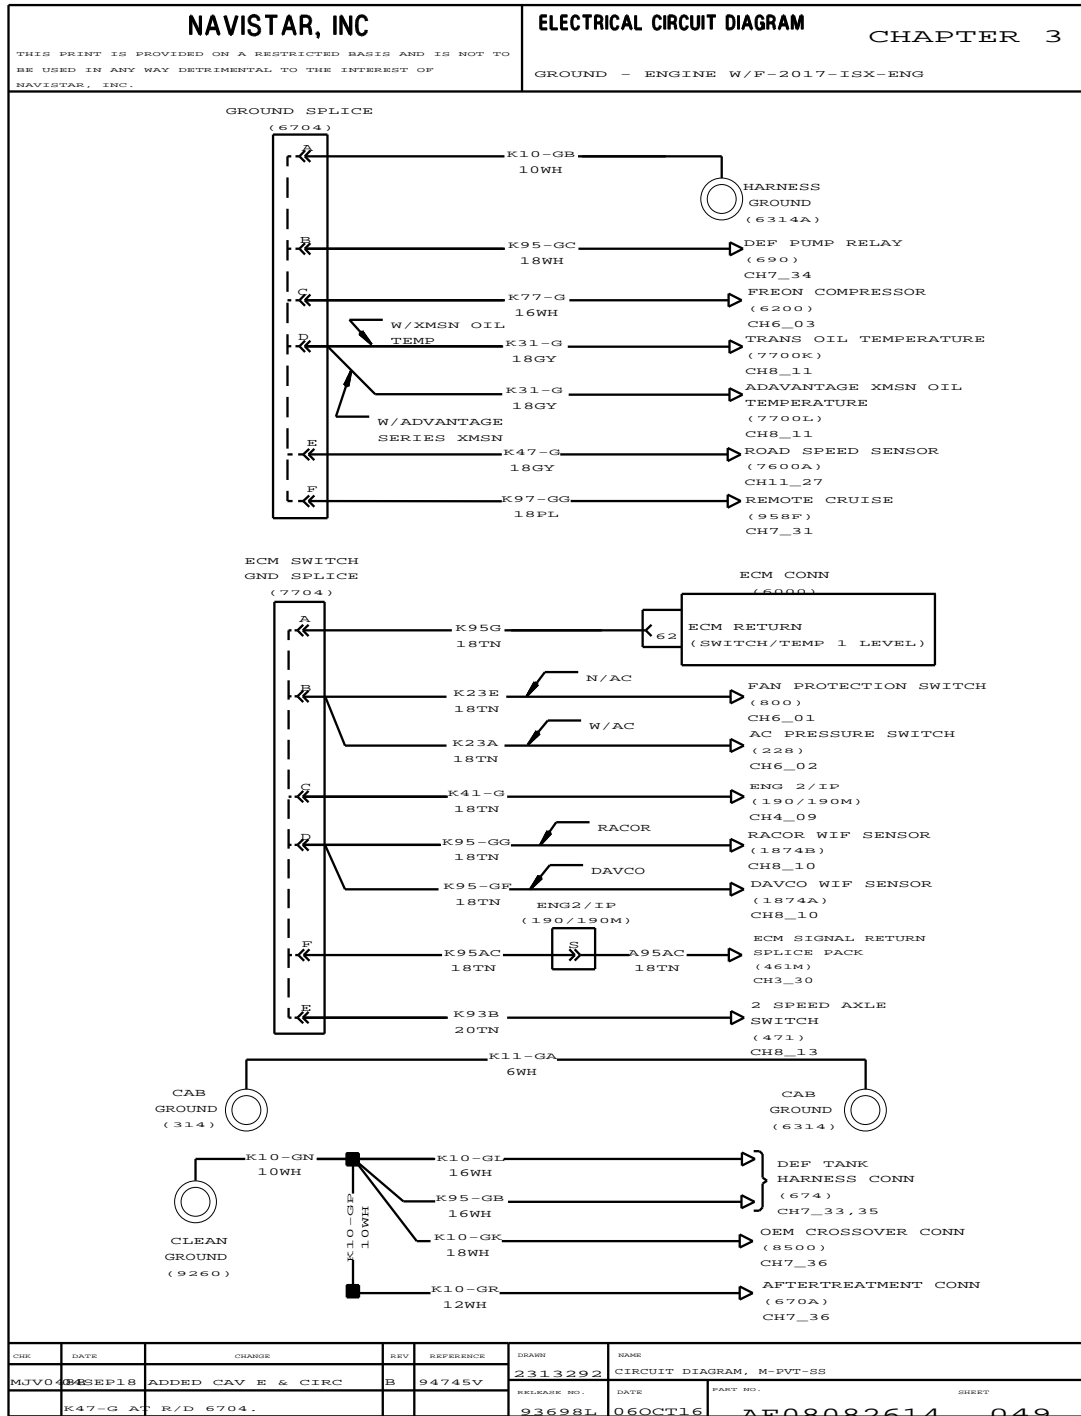 NAVISTAR, INC
THIS PRINT IS PROVIDED ON A RESTRICTED BASIS AND IS NOT TO
BE USED IN ANY WAY DETRIMENTAL TO THE INTEREST OF
NAVISTAR, INC.
ELECTRICAL CIRCUIT DIAGRAM
CHAPTER 3
GROUND - ENGINE W/F-2017-ISX-ENG
GROUND SPLICE
(6704)
A
K10-GB
10WH
HARNESS
GROUND
(6314A)
B
K95-GC
18WH
DEF PUMP RELAY
(690)
CH7_34
C
K77-G
16WH
FREON COMPRESSOR
(6200)
CH6_03
D
W/XMSN OIL
TEMP
K31-G
18GY
TRANS OIL TEMPERATURE
(7700K)
CH8_11
K31-G
18GY
ADAVANTAGE XMSN OIL
TEMPERATURE
(7700L)
CH8_11
W/ADVANTAGE
SERIES XMSN
E
K47-G
18GY
ROAD SPEED SENSOR
(7600A)
CH11_27
F
K97-GG
18PL
REMOTE CRUISE
(958F)
CH7_31
ECM SWITCH
GND SPLICE
(7704)
ECM CONN
(6000)
A
K95G
18TN
62
ECM RETURN
(SWITCH/TEMP 1 LEVEL)
B
K23E
18TN
N/AC
FAN PROTECTION SWITCH
(800)
CH6_01
K23A
18TN
W/AC
AC PRESSURE SWITCH
(228)
CH6_02
C
K41-G
18TN
ENG 2/IP
(190/190M)
CH4_09
D
K95-GG
18TN
RACOR
RACOR WIF SENSOR
(1874B)
CH8_10
K95-GF
18TN
DAVCO
DAVCO WIF SENSOR
(1874A)
CH8_10
ENG2/IP
(190/190M)
F
K95AC
18TN
S
A95AC
18TN
ECM SIGNAL RETURN
SPLICE PACK
(461M)
CH3_30
E
K93B
20TN
2 SPEED AXLE
SWITCH
(471)
CH8_13
K11-GA
6WH
CAB
GROUND
(314)
CAB
GROUND
(6314)
K10-GN
10WH
CLEAN
GROUND
(9260)
K10-GP
10WH
K10-GL
16WH
K95-GB
16WH
DEF TANK
HARNESS CONN
(674)
CH7_33,35
K10-GK
18WH
OEM CROSSOVER CONN
(8500)
CH7_36
K10-GR
12WH
AFTERTREATMENT CONN
(670A)
CH7_36
CHK DATE CHANGE REV REFERENCE
SEP18 ADDED CAV E & CIRC B 94745V
K47-G AT R/D 6704.
DRAWN
2313292
NAME
CIRCUIT DIAGRAM, M-PVT-SS
RELEASE NO.
93698L
DATE
06OCT16
PART NO.
AF08082614
SHEET
049